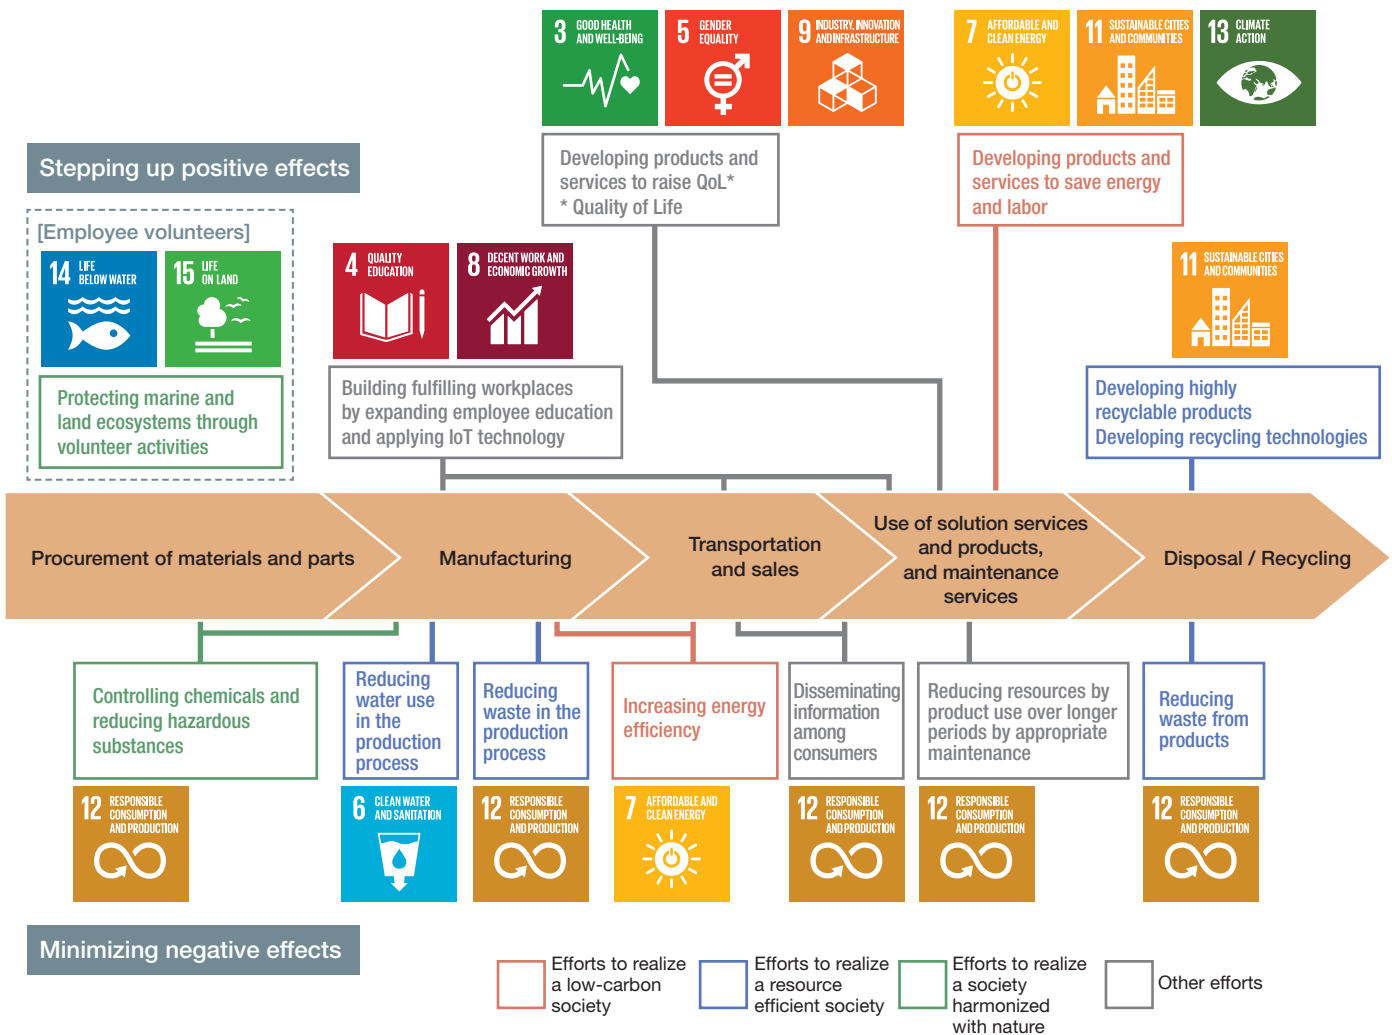 3 GOOD HEALTH
AND WELL-BEING
5 GENDER
EQUALITY
9 INDUSTRY, INNOVATION
AND INFRASTRUCTURE
7 AFFORDABLE AND
CLEAN ENERGY
11 SUSTAINABLE CITIES
AND COMMUNITIES
13 CLIMATE
ACTION
Stepping up positive effects
Developing products and
services to raise QoL*
* Quality of Life
Developing products and
services to save energy
and labor
[Employee volunteers]
14 LIFE
BELOW WATER
15 LIFE
ON LAND
Protecting marine and
land ecosystems through
volunteer activities
4 QUALITY
EDUCATION
8 DECENT WORK AND
ECONOMIC GROWTH
Building fulfilling workplaces
by expanding employee education
and applying IoT technology
11 SUSTAINABLE CITIES
AND COMMUNITIES
Developing highly
recyclable products
Developing recycling technologies
Procurement of materials and parts
Manufacturing
Transportation
and sales
Use of solution services
and products,
and maintenance
services
Disposal / Recycling
Controlling chemicals and
reducing hazardous
substances
12 RESPONSIBLE
CONSUMPTION
AND PRODUCTION
Reducing
water use
in the
production
process
6 CLEAN WATER
AND SANITATION
Reducing
waste in the
production
process
12 RESPONSIBLE
CONSUMPTION
AND PRODUCTION
Increasing energy
efficiency
7 AFFORDABLE AND
CLEAN ENERGY
Disseminating
information
among
consumers
12 RESPONSIBLE
CONSUMPTION
AND PRODUCTION
Reducing resources by
product use over longer
periods by appropriate
maintenance
12 RESPONSIBLE
CONSUMPTION
AND PRODUCTION
Reducing
waste from
products
12 RESPONSIBLE
CONSUMPTION
AND PRODUCTION
Minimizing negative effects
Efforts to realize
a low-carbon
society
Efforts to realize
a resource
efficient society
Efforts to realize
a society
harmonized
with nature
Other efforts